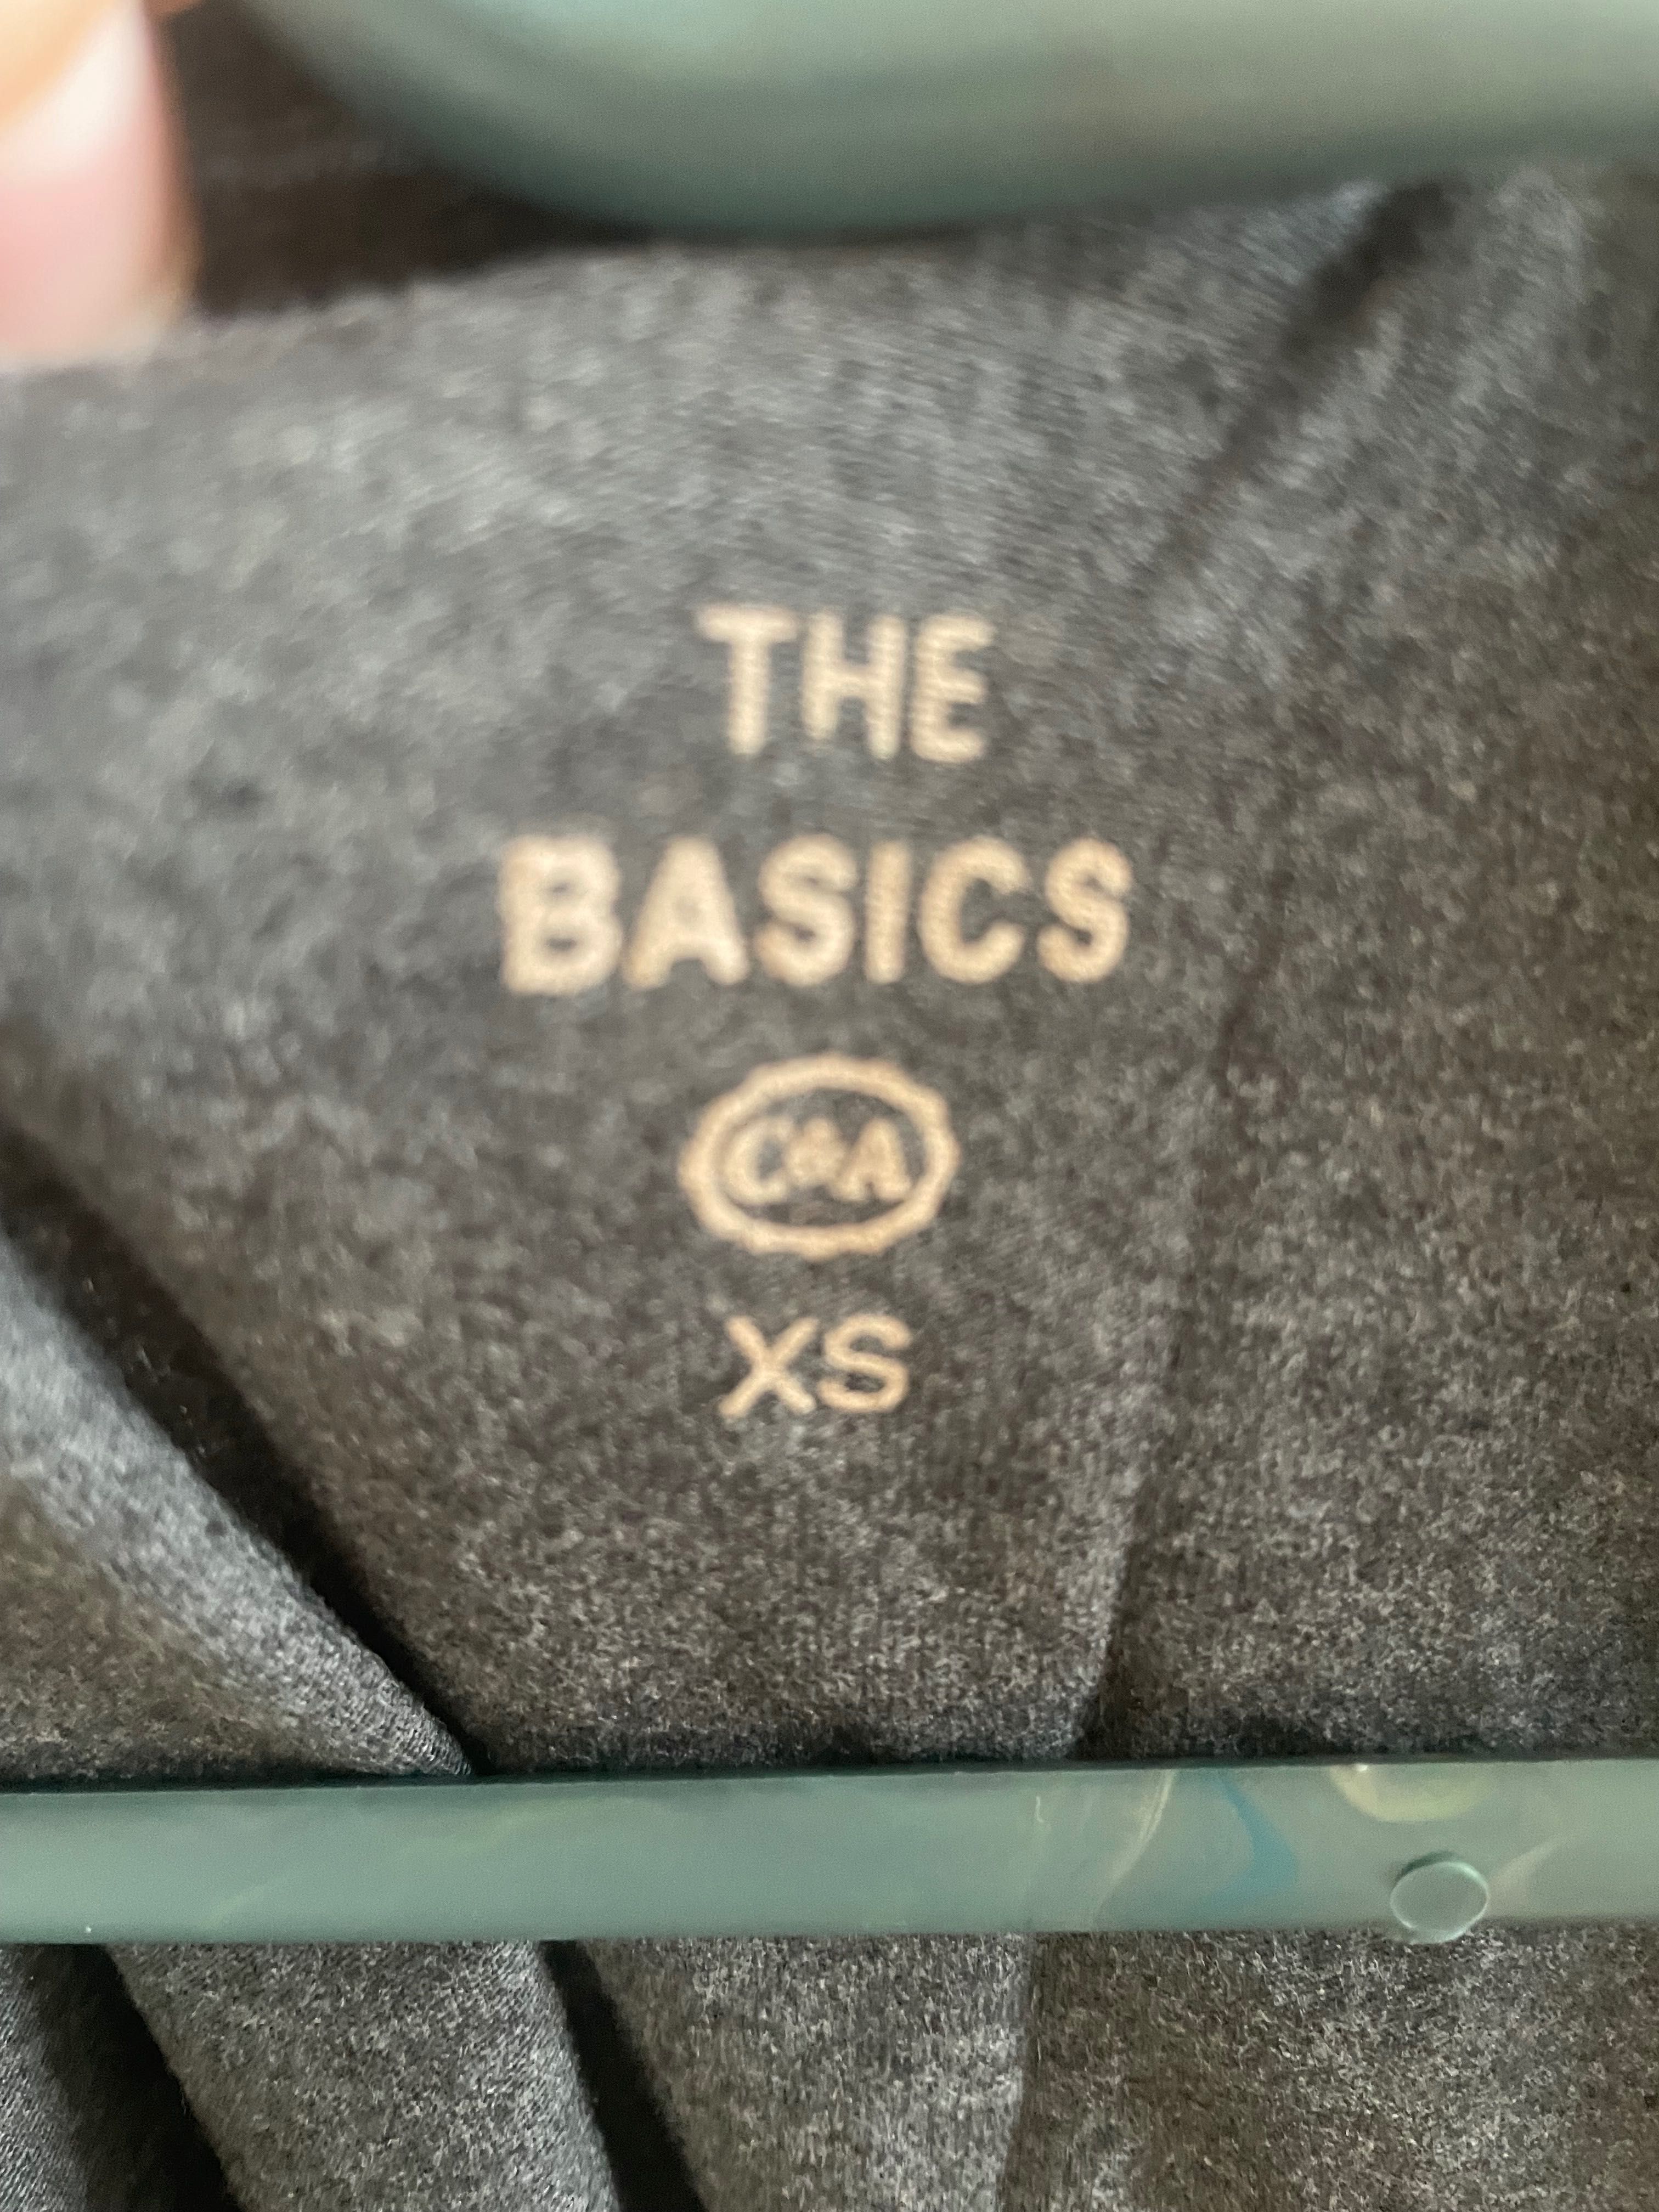 THE
BASICS
C&A
XS